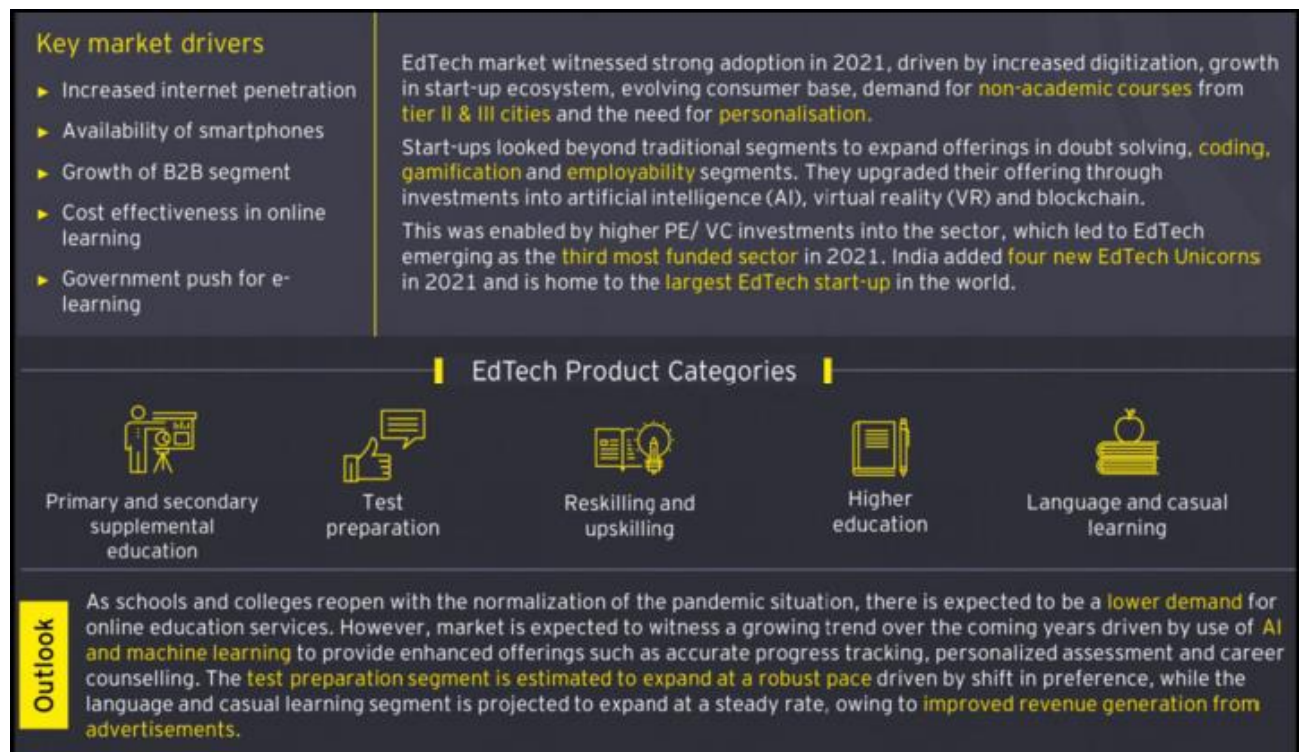 Key market drivers
► Increased internet penetration
► Availability of smartphones
► Growth of B2B segment
► Cost effectiveness in online
learning
► Government push for e-
learning
EdTech market witnessed strong adoption in 2021, driven by increased digitization, growth
in start-up ecosystem, evolving consumer base, demand for non-academic courses from
tier II & III cities and the need for personalisation.
Start-ups looked beyond traditional segments to expand offerings in doubt solving, coding,
gamification and employability segments. They upgraded their offering through
investments into artificial intelligence (AI), virtual reality (VR) and blockchain.
This was enabled by higher PE/ VC investments into the sector, which led to EdTech
emerging as the third most funded sector in 2021. India added four new EdTech Unicorns
in 2021 and is home to the largest EdTech start-up in the world.
EdTech Product Categories
Primary and secondary
supplemental
education
Test
preparation
Reskilling and
upskilling
Higher
education
Language and casual
learning
Outlook
As schools and colleges reopen with the normalization of the pandemic situation, there is expected to be a lower demand for
online education services. However, market is expected to witness a growing trend over the coming years driven by use of AI
and machine learning to provide enhanced offerings such as accurate progress tracking, personalized assessment and career
counselling. The test preparation segment is estimated to expand at a robust pace driven by shift in preference, while the
language and casual learning segment is projected to expand at a steady rate, owing to improved revenue generation from
advertisements.